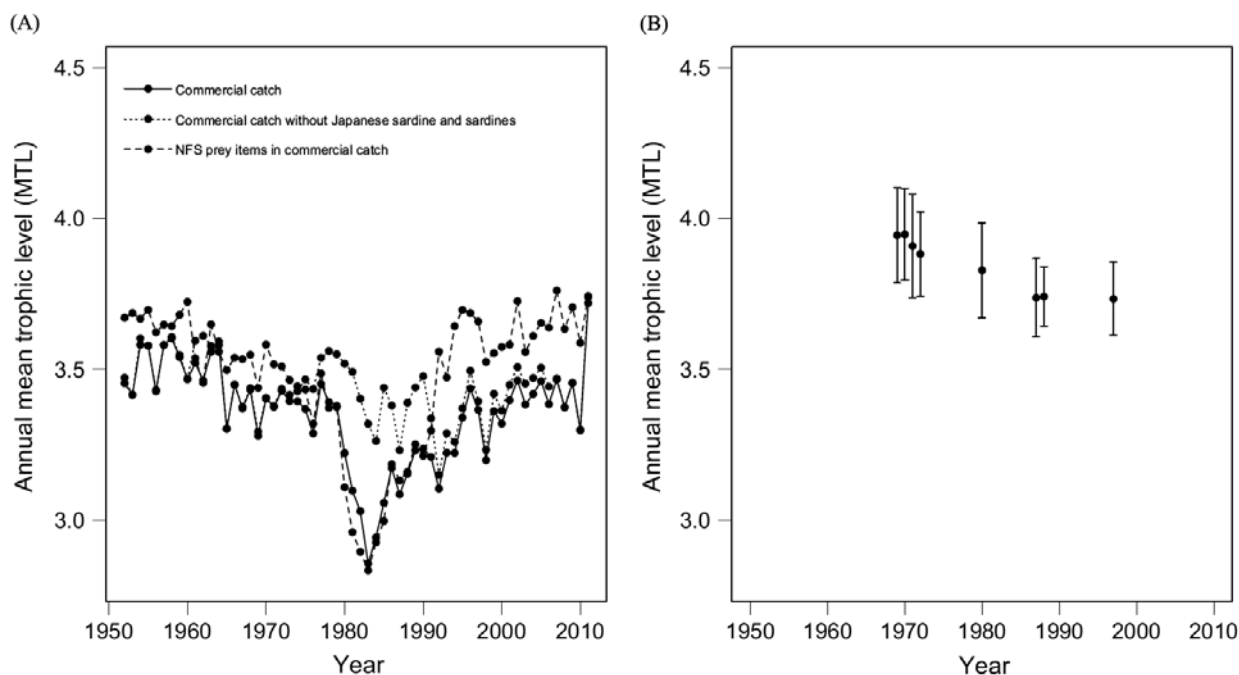 (A)
(B)
Annual mean trophic level (MTL)
4.5
4.0
3.5
3.0
Commercial catch
Commercial catch without Japanese sardine and sardines
NFS prey items in commercial catch
1950 1960 1970 1980 1990 2000 2010
Year
Annual mean trophic level (MTL)
4.5
4.0
3.5
3.0
1950 1960 1970 1980 1990 2000 2010
Year